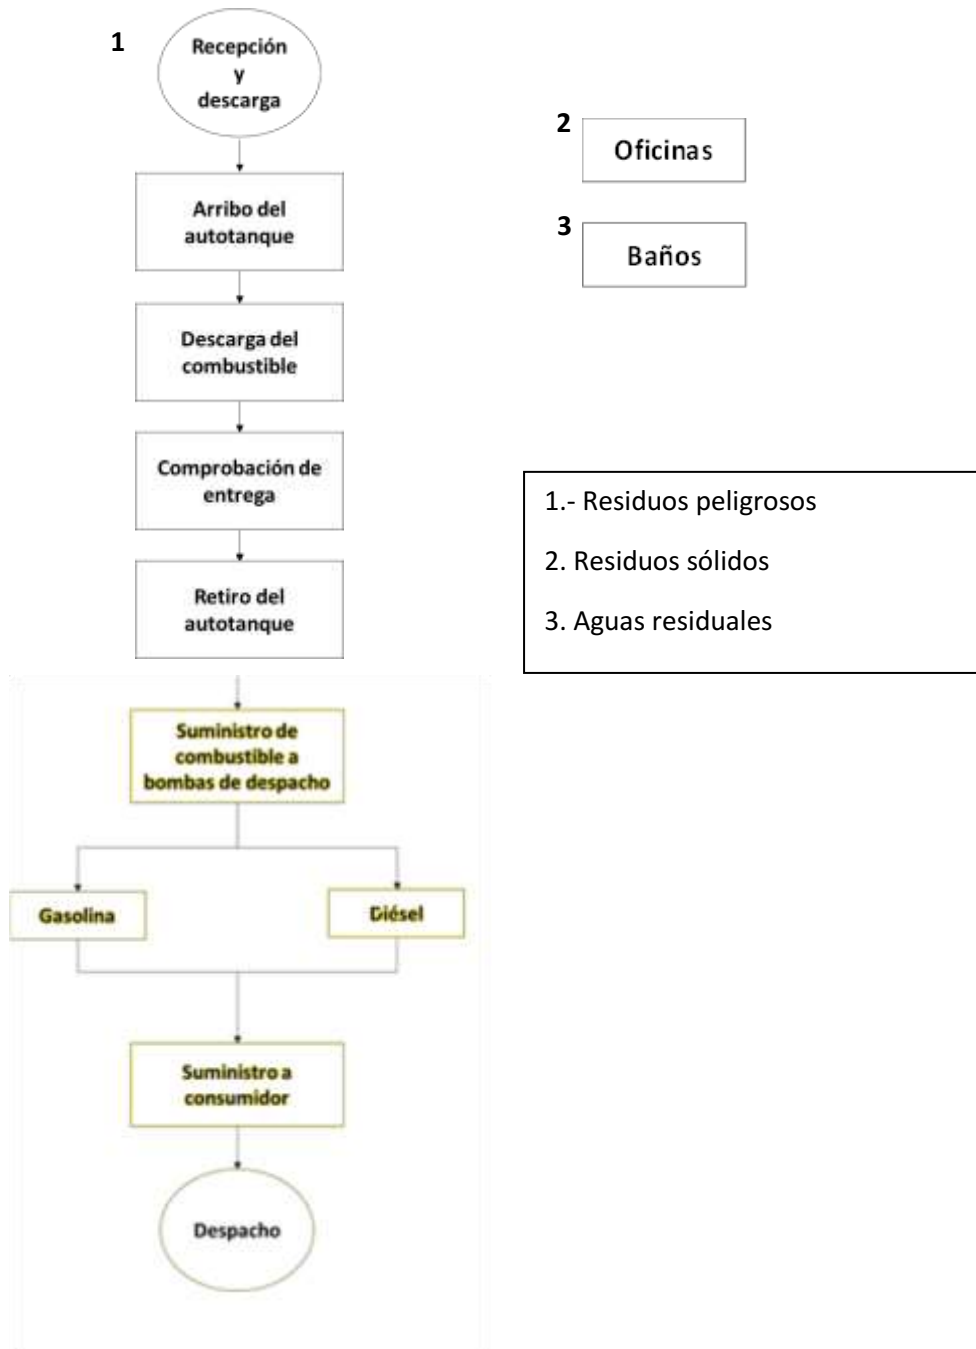 1
Recepción
y
descarga
Arribo del
autotanque
Descarga del
combustible
Comprobación de
entrega
Retiro del
autotanque
Suministro de
combustible a
bombas de despacho
Gasolina
Diésel
Suministro a
consumidor
Despacho
2
Oficinas
3
Baños
1.- Residuos peligrosos
2. Residuos sólidos
3. Aguas residuales